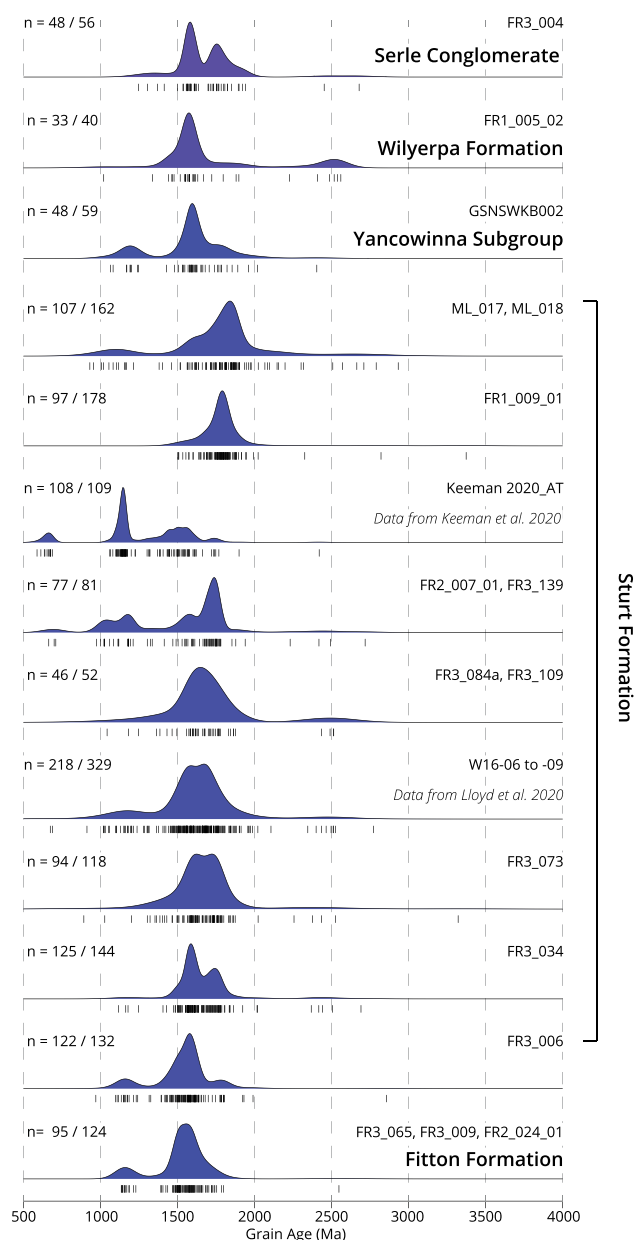 n = 48 / 56 FR3_004
Serle Conglomerate
n = 33 / 40 FR1_005_02
Wilyerpa Formation
n = 48 / 59 GSNSWKB002
Yancowinna Subgroup
n = 107 / 162 ML_017, ML_018
n = 97 / 178 FR1_009_01
n = 108 / 109 Keeman 2020_AT
Data from Keeman et al. 2020
n = 77 / 81 FR2_007_01, FR3_139
n = 46 / 52 FR3_084a, FR3_109
n = 218 / 329 W16-06 to -09
Data from Lloyd et al. 2020
n = 94 / 118 FR3_073
n = 125 / 144 FR3_034
n = 122 / 132 FR3_006
Sturt Formation
n= 95 / 124 FR3_065, FR3_009, FR2_024_01
Fitton Formation
500 1000 1500 2000 2500 3000 3500 4000
Grain Age (Ma)